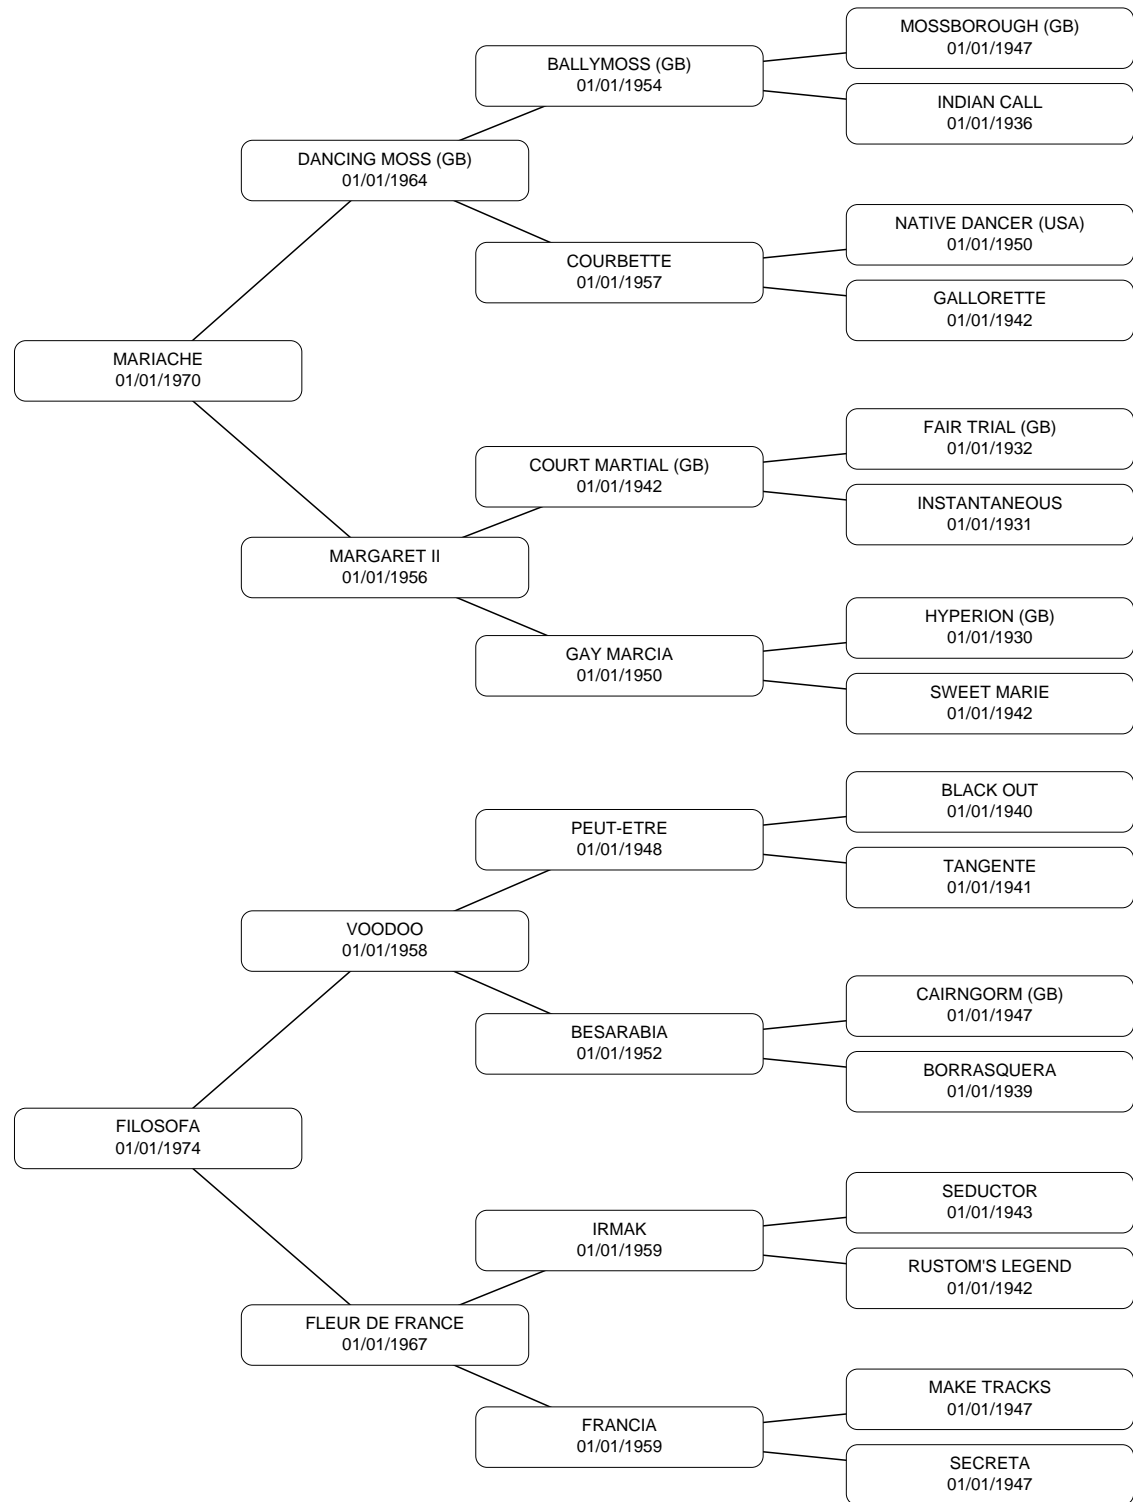 MOSSBOROUGH (GB)
01/01/1947
BALLYMOSS (GB)
01/01/1954
INDIAN CALL
01/01/1936
DANCING MOSS (GB)
01/01/1964
NATIVE DANCER (USA)
01/01/1950
COURBETTE
01/01/1957
GALLORETTE
01/01/1942
MARIACHE
01/01/1970
FAIR TRIAL (GB)
01/01/1932
COURT MARTIAL (GB)
01/01/1942
INSTANTANEOUS
01/01/1931
MARGARET II
01/01/1956
HYPERION (GB)
01/01/1930
GAY MARCIA
01/01/1950
SWEET MARIE
01/01/1942
BLACK OUT
01/01/1940
PEUT-ETRE
01/01/1948
TANGENTE
01/01/1941
VOODOO
01/01/1958
CAIRNGORM (GB)
01/01/1947
BESARABIA
01/01/1952
BORRASQUERA
01/01/1939
FILOSOFA
01/01/1974
SEDUCTOR
01/01/1943
IRMAK
01/01/1959
RUSTOM'S LEGEND
01/01/1942
FLEUR DE FRANCE
01/01/1967
MAKE TRACKS
01/01/1947
FRANCIA
01/01/1959
SECRETA
01/01/1947